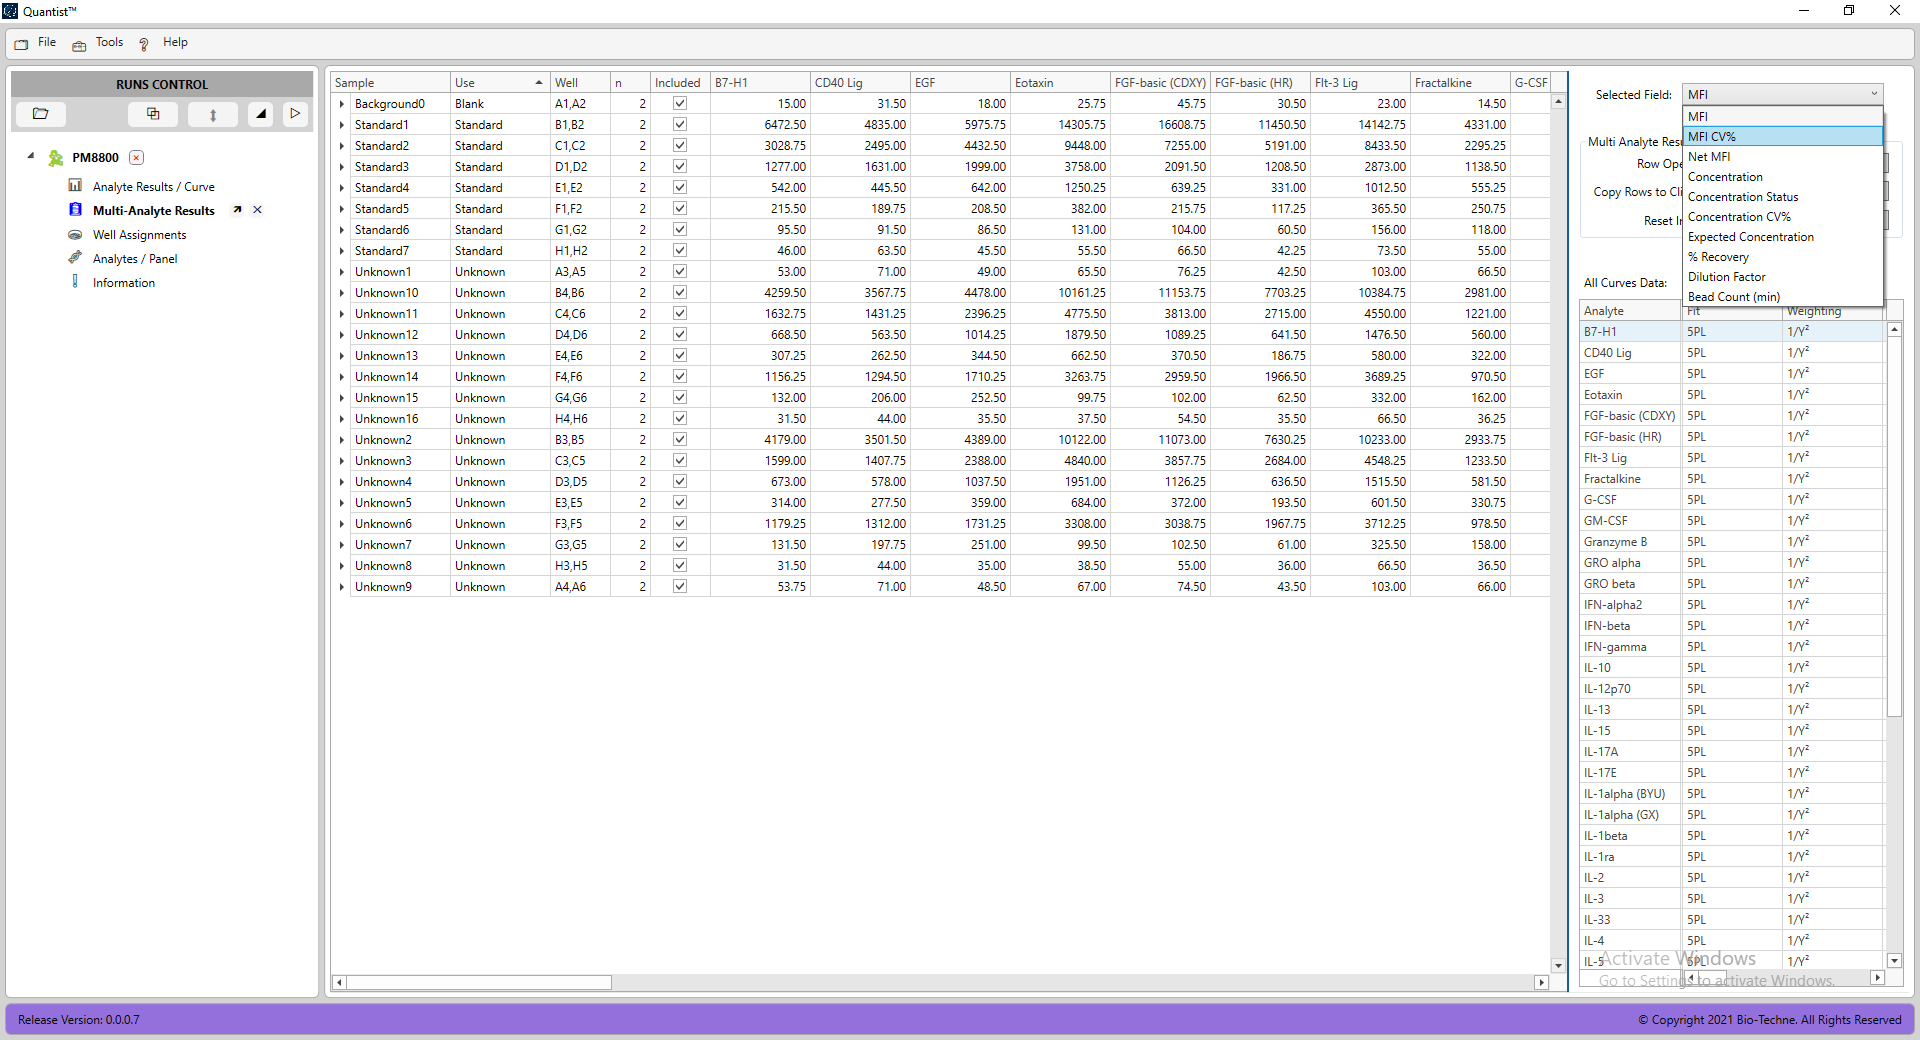 Quantist™
File Tools Help
RUNS CONTROL
PM8800
Analyte Results / Curve
Multi-Analyte Results
Well Assignments
Analytes / Panel
Information
Sample Use Well n Included B7-H1 CD40 Lig EGF Eotaxin FGF-basic (CDXY) FGF-basic (HR) Flt-3 Lig Fractalkine G-CSF
Background0 Blank A1,A2 2 15.00 31.50 18.00 25.75 45.75 30.50 23.00 14.50
Standard1 Standard B1,B2 2 6472.50 4835.00 5975.75 14305.75 16608.75 11450.50 14142.75 4331.00
Standard2 Standard C1,C2 2 3028.75 2495.00 4432.50 9448.00 7255.00 5191.00 8433.50 2295.25
Standard3 Standard D1,D2 2 1277.00 1631.00 1999.00 3758.00 2091.50 1208.50 2873.00 1138.50
Standard4 Standard E1,E2 2 542.00 445.50 642.00 1250.25 639.25 331.00 1012.50 555.25
Standard5 Standard F1,F2 2 215.50 189.75 208.50 382.00 215.75 117.25 365.50 250.75
Standard6 Standard G1,G2 2 95.50 91.50 86.50 131.00 104.00 60.50 156.00 118.00
Standard7 Standard H1,H2 2 46.00 63.50 45.50 55.50 66.50 42.25 73.50 55.00
Unknown1 Unknown A3,A5 2 53.00 71.00 49.00 65.50 76.25 42.50 103.00 66.50
Unknown10 Unknown B4,B6 2 4259.50 3567.75 4478.00 10161.25 11153.75 7703.25 10384.75 2981.00
Unknown11 Unknown C4,C6 2 1632.75 1431.25 2396.25 4775.50 3813.00 2715.00 4550.00 1221.00
Unknown12 Unknown D4,D6 2 668.50 563.50 1014.25 1879.50 1089.25 641.50 1476.50 560.00
Unknown13 Unknown E4,E6 2 307.25 262.50 344.50 662.50 370.50 186.75 580.00 322.00
Unknown14 Unknown F4,F6 2 1156.25 1294.50 1710.25 3263.75 2959.50 1966.50 3689.25 970.50
Unknown15 Unknown G4,G6 2 132.00 206.00 252.50 99.75 102.00 62.50 332.00 162.00
Unknown16 Unknown H4,H6 2 31.50 44.00 35.50 37.50 54.50 35.50 66.50 36.25
Unknown2 Unknown B3,B5 2 4179.00 3501.50 4389.00 10122.00 11073.00 7630.25 10233.00 2933.75
Unknown3 Unknown C3,C5 2 1599.00 1407.75 2388.00 4840.00 3857.75 2684.00 4548.25 1233.50
Unknown4 Unknown D3,D5 2 673.00 578.00 1037.50 1951.00 1126.25 636.50 1515.50 581.50
Unknown5 Unknown E3,E5 2 314.00 277.50 359.00 684.00 372.00 193.50 601.50 330.75
Unknown6 Unknown F3,F5 2 1179.25 1312.00 1731.25 3308.00 3038.75 1967.75 3712.25 978.50
Unknown7 Unknown G3,G5 2 131.50 197.75 251.00 99.50 102.50 61.00 325.50 158.00
Unknown8 Unknown H3,H5 2 31.50 44.00 35.00 38.50 55.00 36.00 66.50 36.50
Unknown9 Unknown A4,A6 2 53.75 71.00 48.50 67.00 74.50 43.50 103.00 66.00
Selected Field: MFI
MFI
MFI CV%
Net MFI
Concentration
Concentration Status
Concentration CV%
Expected Concentration
% Recovery
Dilution Factor
Bead Count (min)
Multi Analyte Resu
Row Ope
Copy Rows to Cli
Reset In
All Curves Data:
Analyte Fit Weighting
B7-H1 5PL 1/Y²
CD40 Lig 5PL 1/Y²
EGF 5PL 1/Y²
Eotaxin 5PL 1/Y²
FGF-basic (CDXY) 5PL 1/Y²
FGF-basic (HR) 5PL 1/Y²
Flt-3 Lig 5PL 1/Y²
Fractalkine 5PL 1/Y²
G-CSF 5PL 1/Y²
GM-CSF 5PL 1/Y²
Granzyme B 5PL 1/Y²
GRO alpha 5PL 1/Y²
GRO beta 5PL 1/Y²
IFN-alpha2 5PL 1/Y²
IFN-beta 5PL 1/Y²
IFN-gamma 5PL 1/Y²
IL-10 5PL 1/Y²
IL-12p70 5PL 1/Y²
IL-13 5PL 1/Y²
IL-15 5PL 1/Y²
IL-17A 5PL 1/Y²
IL-17E 5PL 1/Y²
IL-1alpha (BYU) 5PL 1/Y²
IL-1alpha (GX) 5PL 1/Y²
IL-1beta 5PL 1/Y²
IL-1ra 5PL 1/Y²
IL-2 5PL 1/Y²
IL-3 5PL 1/Y²
IL-33 5PL 1/Y²
IL-4 5PL 1/Y²
IL-5 5PL 1/Y²
Activate Windows
Go to Settings to activate Windows.
Release Version: 0.0.0.7
© Copyright 2021 Bio-Techne. All Rights Reserved